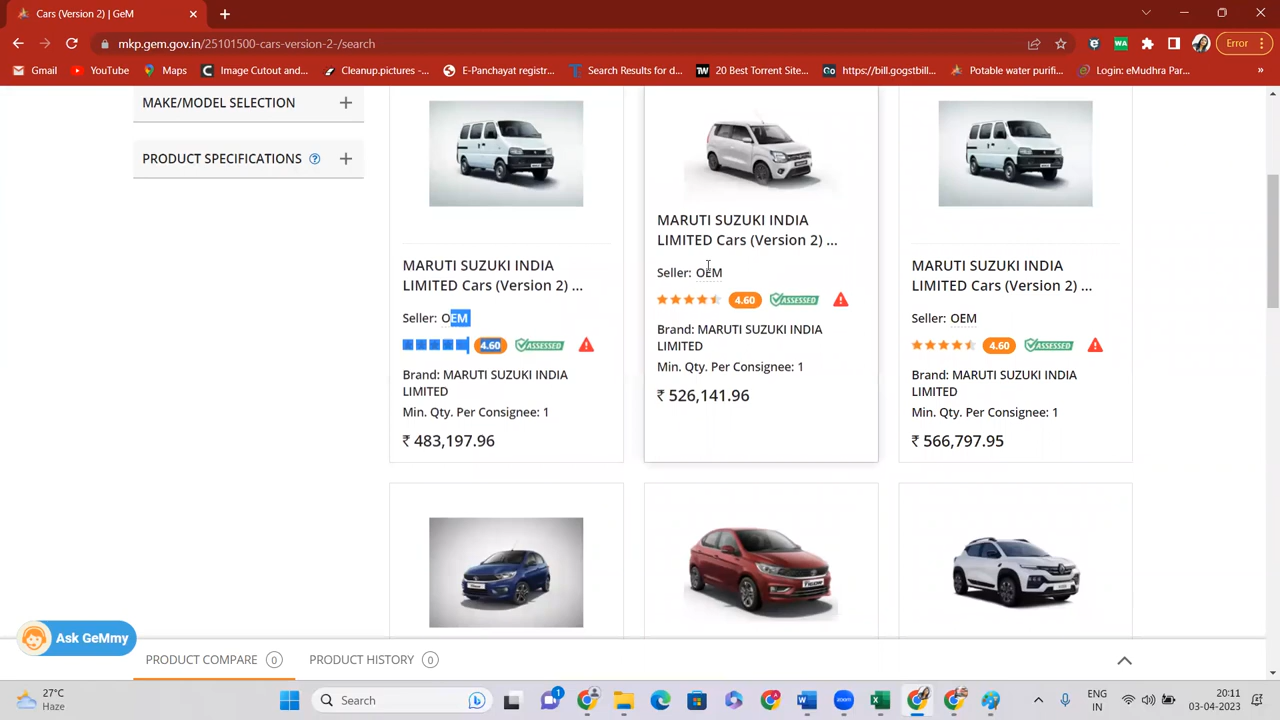 Cars (Version 2) | GeM
mkp.gem.gov.in/25101500-cars-version-2-/search
Error
Gmail
YouTube
Maps
Image Cutout and...
Cleanup.pictures -...
E-Panchayat registr...
Search Results for d...
20 Best Torrent Site...
https://bill.gogstbill...
Potable water purifi...
Login: eMudhra Par...
»
MAKE/MODEL SELECTION +
PRODUCT SPECIFICATIONS ? +
MARUTI SUZUKI INDIA
LIMITED Cars (Version 2) ...
Seller: OEM
4.60 ASSESSED
Brand: MARUTI SUZUKI INDIA
LIMITED
Min. Qty. Per Consignee: 1
₹ 483,197.96
MARUTI SUZUKI INDIA
LIMITED Cars (Version 2) ...
Seller: OEM
4.60 ASSESSED
Brand: MARUTI SUZUKI INDIA
LIMITED
Min. Qty. Per Consignee: 1
₹ 526,141.96
MARUTI SUZUKI INDIA
LIMITED Cars (Version 2) ...
Seller: OEM
4.60 ASSESSED
Brand: MARUTI SUZUKI INDIA
LIMITED
Min. Qty. Per Consignee: 1
₹ 566,797.95
Ask GeMmy
PRODUCT COMPARE 0
PRODUCT HISTORY 0
27°C
Haze
Search
1
ENG
IN
20:11
03-04-2023